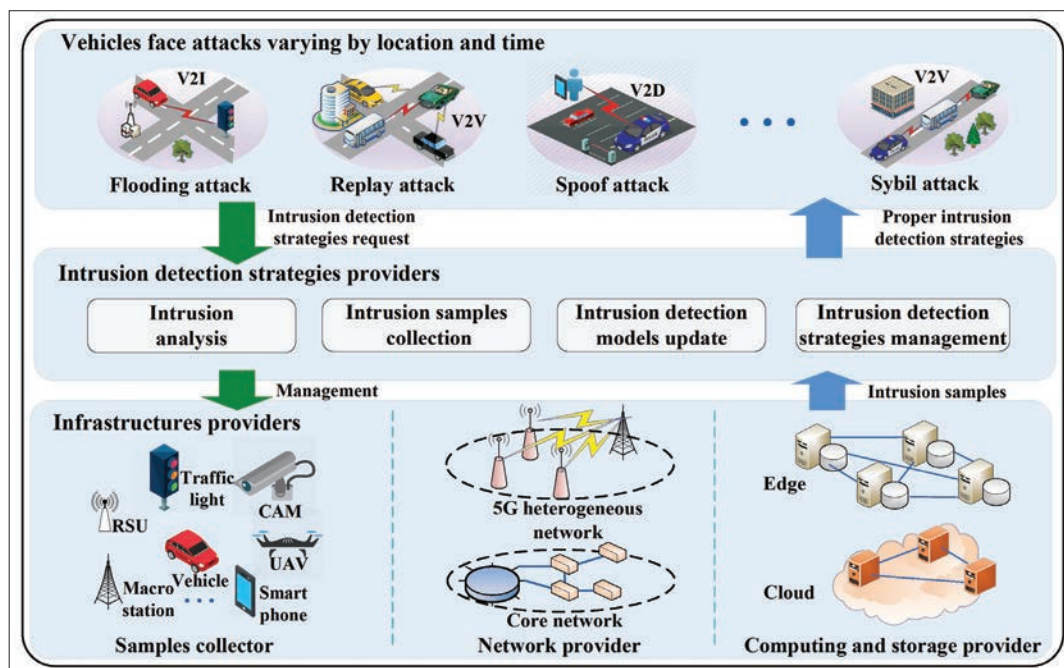 Vehicles face attacks varying by location and time
V2I
Flooding attack
V2V
Replay attack
V2D
Spoof attack
V2V
Sybil attack
Intrusion detection
strategies request
Proper intrusion
detection strategies
Intrusion detection strategies providers
Intrusion
analysis
Intrusion samples
collection
Intrusion detection
models update
Intrusion detection
strategies management
Management
Intrusion samples
Infrastructures providers
Traffic
light
CAM
RSU
Vehicle
UAV
Macro
station
Smart
phone
Samples collector
5G heterogeneous
network
Core network
Network provider
Edge
Cloud
Computing and storage provider